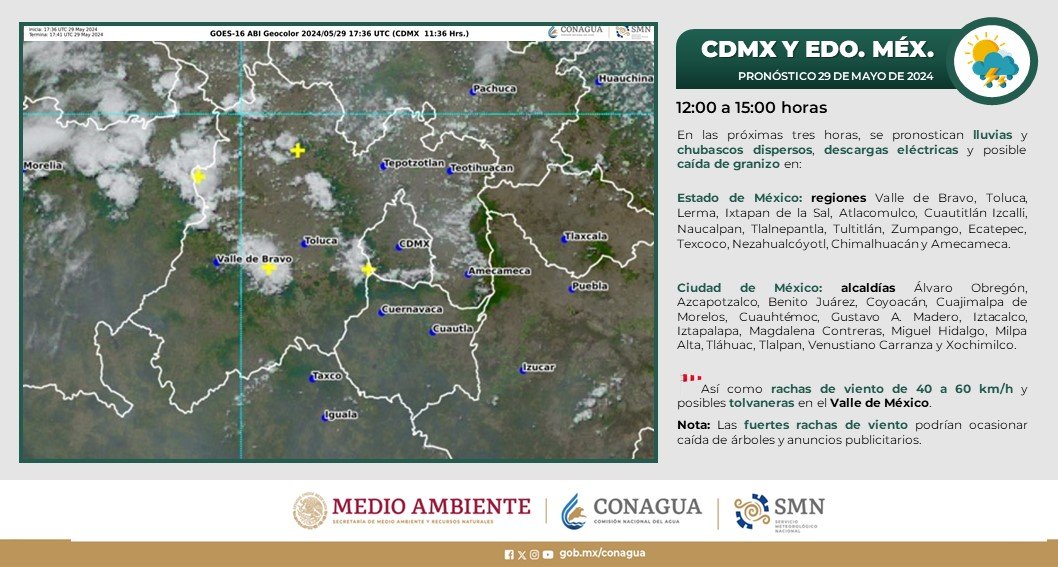 Inicia: 17:36 UTC 29 May 2024
Termina: 17:41 UTC 29 May 2024
GOES-16 ABI Geocolor 2024/05/29 17:36 UTC (CDMX 11:36 Hrs.)
CONAGUA
SMN
Huauchina
Pachuca
Morelia
Tepotzotlan
Teotihuacan
Toluca
CDMX
Tlaxcala
Valle de Bravo
Amecameca
Puebla
Cuernavaca
Cuautla
Izucar
Taxco
Iguala
CDMX Y EDO. MÉX.
PRONÓSTICO 29 DE MAYO DE 2024
12:00 a 15:00 horas
En las próximas tres horas, se pronostican lluvias y
chubascos dispersos, descargas eléctricas y posible
caída de granizo en:
Estado de México: regiones Valle de Bravo, Toluca,
Lerma, Ixtapan de la Sal, Atlacomulco, Cuautitlán Izcalli,
Naucalpan, Tlalnepantla, Tultitlán, Zumpango, Ecatepec,
Texcoco, Nezahualcóyotl, Chimalhuacán y Amecameca.
Ciudad de México: alcaldías Álvaro Obregón,
Azcapotzalco, Benito Juárez, Coyoacán, Cuajimalpa de
Morelos, Cuauhtémoc, Gustavo A. Madero, Iztacalco,
Iztapalapa, Magdalena Contreras, Miguel Hidalgo, Milpa
Alta, Tláhuac, Tlalpan, Venustiano Carranza y Xochimilco.
Así como rachas de viento de 40 a 60 km/h y
posibles tolvaneras en el Valle de México.
Nota: Las fuertes rachas de viento podrían ocasionar
caída de árboles y anuncios publicitarios.
MEDIO AMBIENTE
SECRETARÍA DE MEDIO AMBIENTE Y RECURSOS NATURALES
CONAGUA
COMISIÓN NACIONAL DEL AGUA
SMN
SERVICIO
METEOROLÓGICO
NACIONAL
gob.mx/conagua